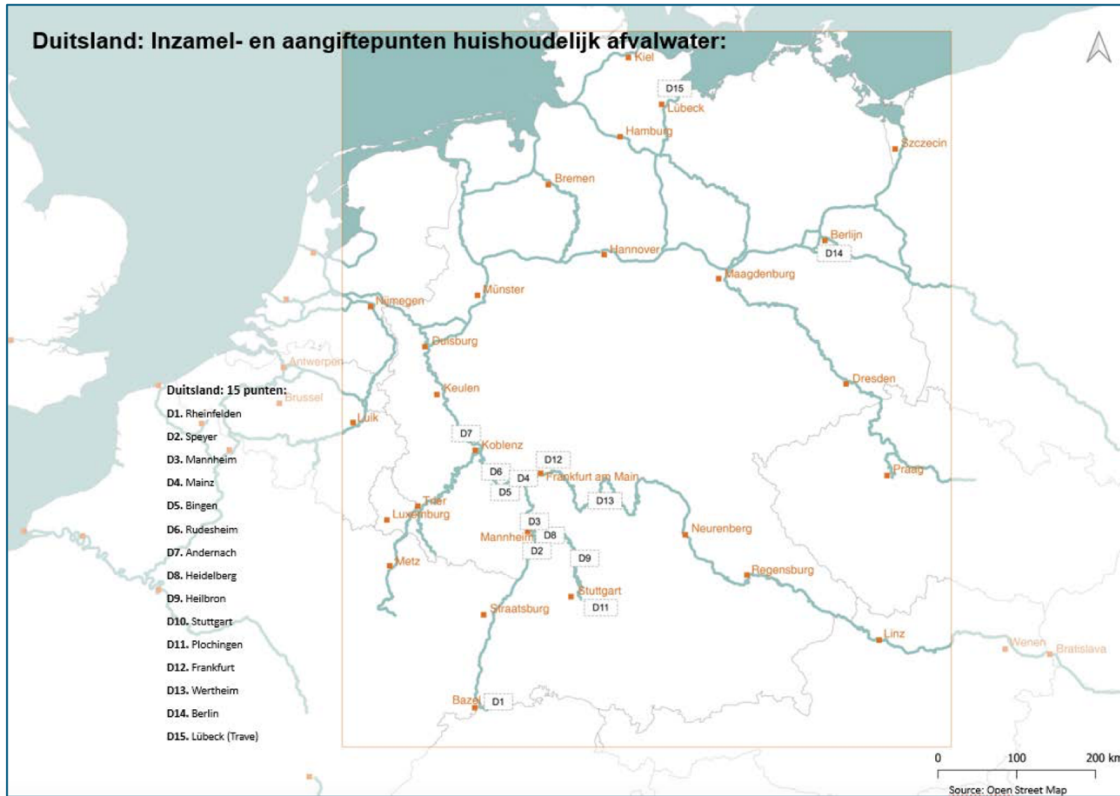 Duitsland: Inzamel- en aangiftepunten huishoudelijk afvalwater:
Kiel
D15
Lübeck
Hamburg
Szczecin
Bremen
Berlijn
D14
Hannover
Maagdenburg
Münster
Nijmegen
Duisburg
Antwerpen
Brussel
Keulen
Dresden
Luik
D7
Koblenz
D12
D6
D4
Frankfurt am Main
D5
D13
Praag
Trier
Luxemburg
D3
Mannheim
D8
D2
Neurenberg
Metz
D9
Regensburg
Stuttgart
D11
Straatsburg
Linz
Wenen
Bratislava
Bazel
D1
Duitsland: 15 punten:
D1. Rheinfelden
D2. Speyer
D3. Mannheim
D4. Mainz
D5. Bingen
D6. Rudesheim
D7. Andernach
D8. Heidelberg
D9. Heilbron
D10. Stuttgart
D11. Plochingen
D12. Frankfurt
D13. Wertheim
D14. Berlin
D15. Lübeck (Trave)
0 100 200 km
Source: Open Street Map